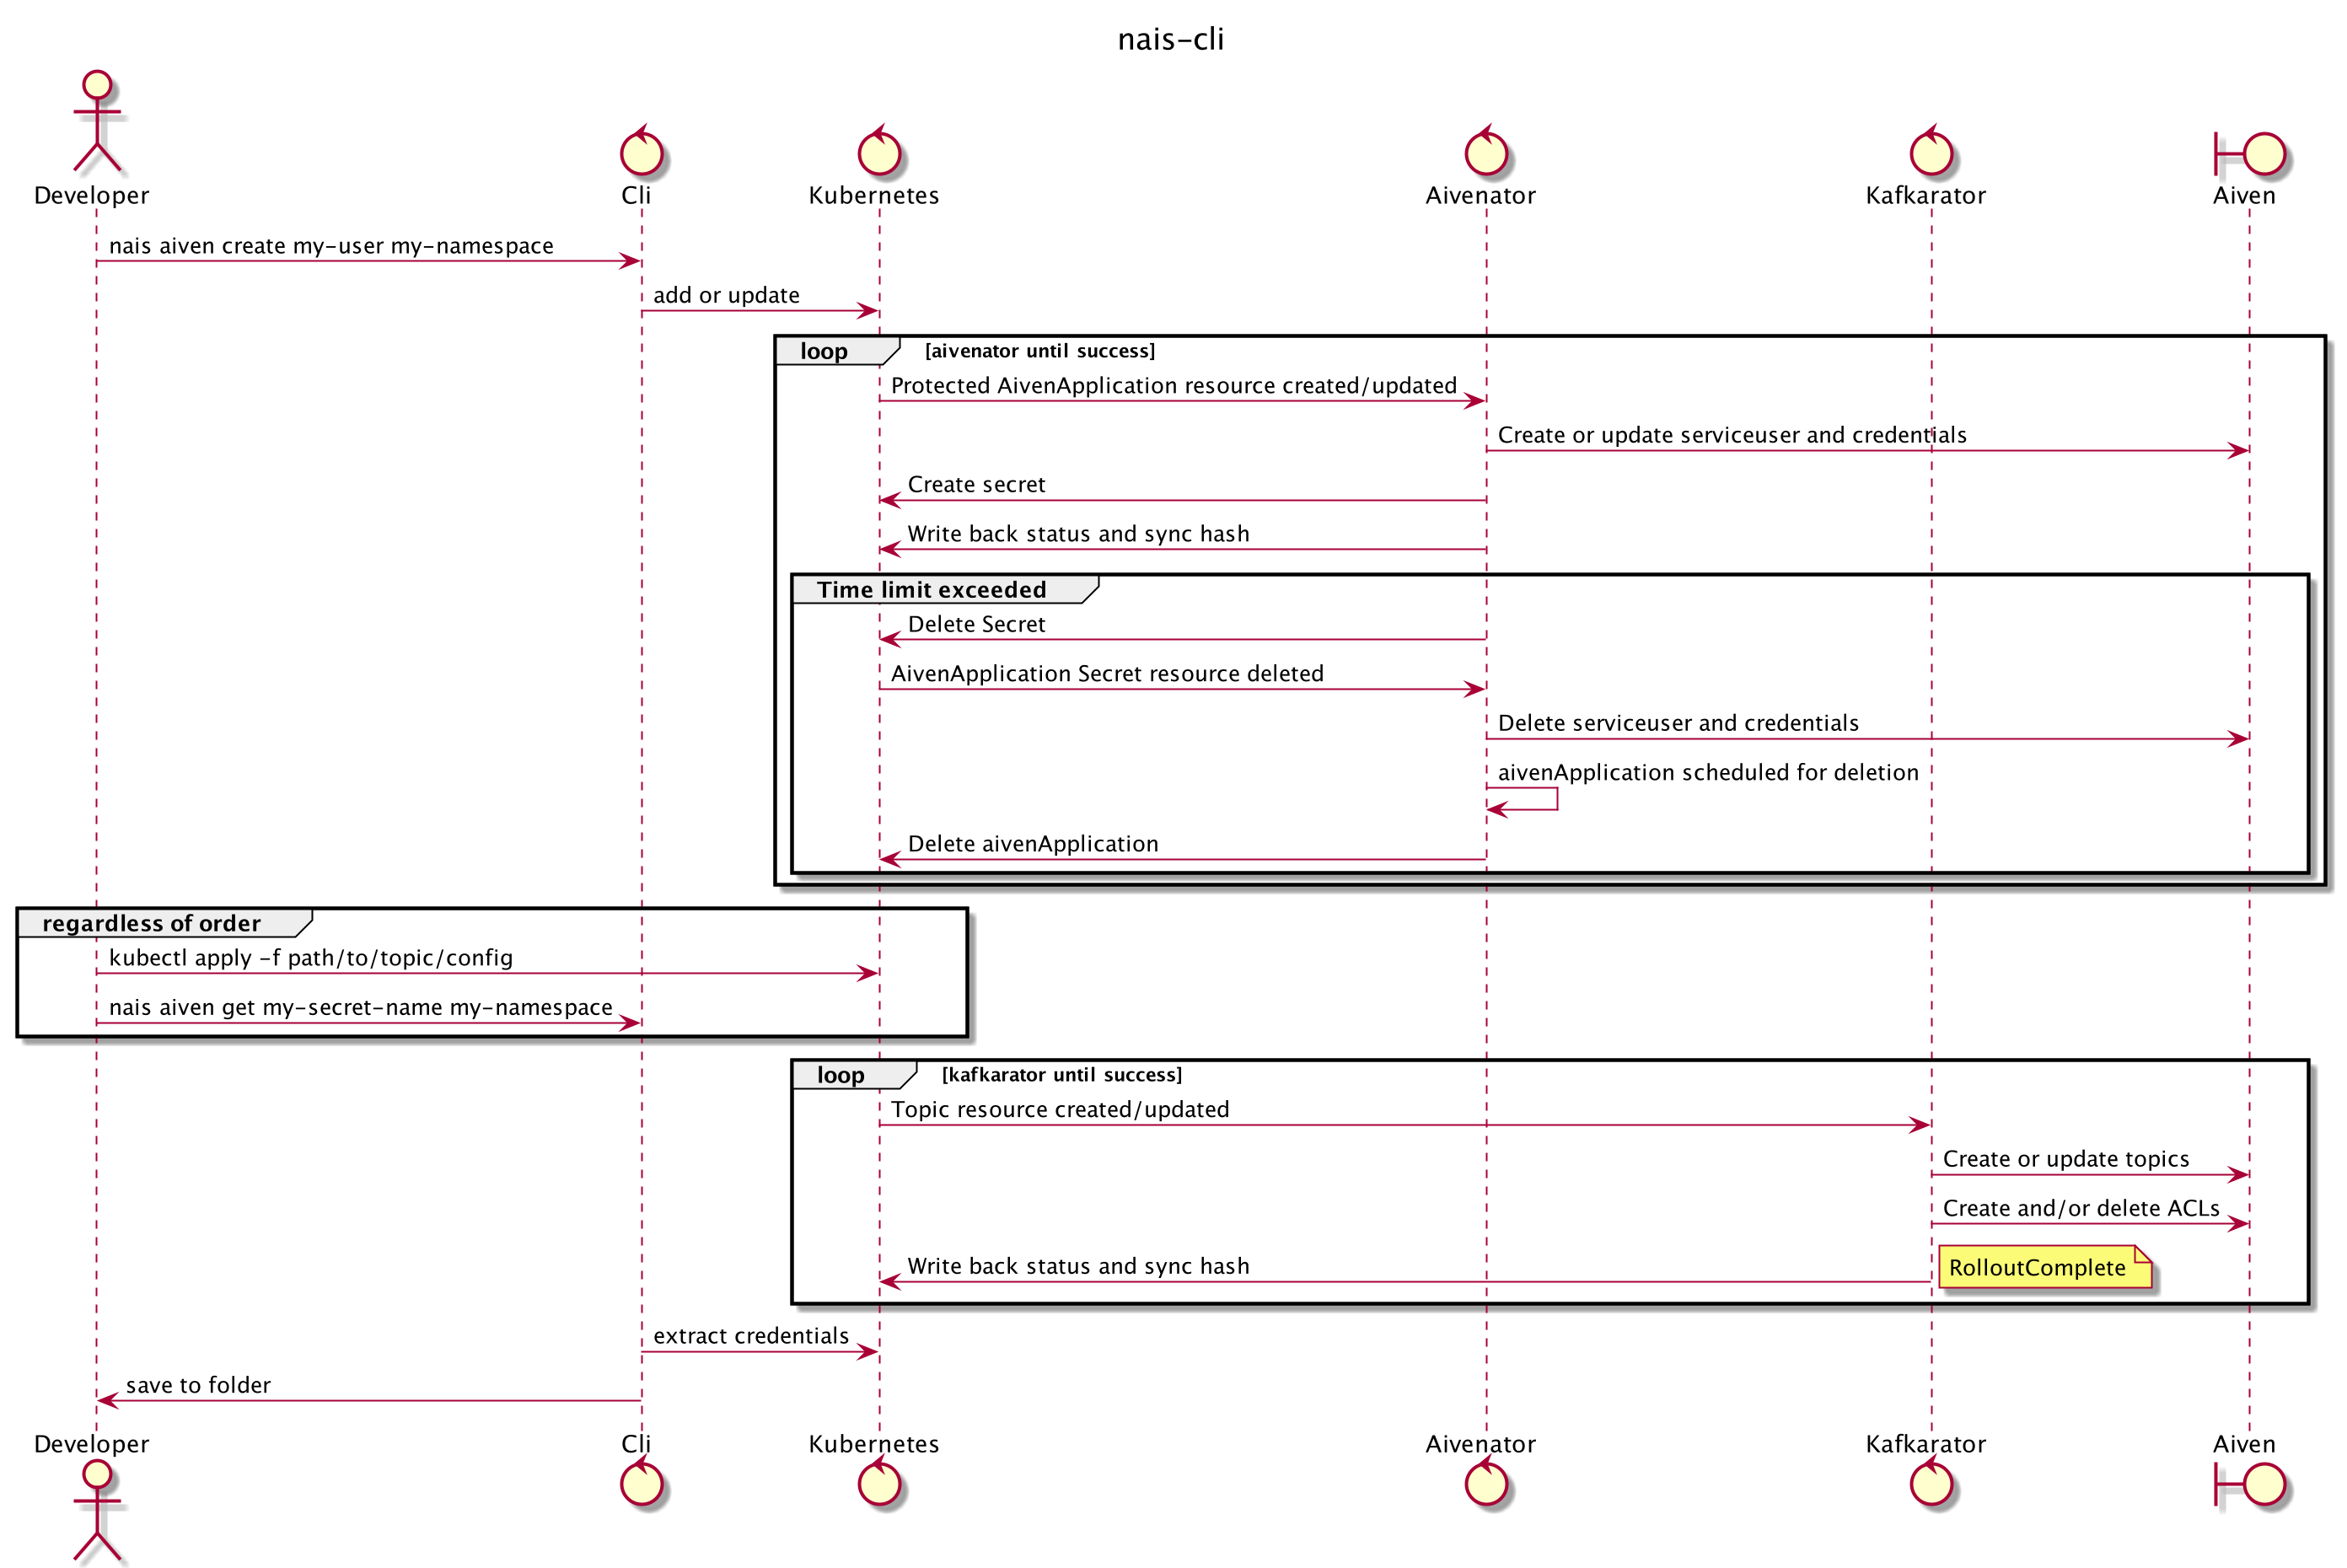 nais-cli
Developer
Cli
Kubernetes
Aivenator
Kafkarator
Aiven
nais aiven create my-user my-namespace
add or update
loop
[aivenator until success]
Protected AivenApplication resource created/updated
Create or update serviceuser and credentials
Create secret
Write back status and sync hash
Time limit exceeded
Delete Secret
AivenApplication Secret resource deleted
Delete serviceuser and credentials
aivenApplication scheduled for deletion
Delete aivenApplication
regardless of order
kubectl apply -f path/to/topic/config
nais aiven get my-secret-name my-namespace
loop
[kafkarator until success]
Topic resource created/updated
Create or update topics
Create and/or delete ACLs
Write back status and sync hash
RolloutComplete
extract credentials
save to folder
Developer
Cli
Kubernetes
Aivenator
Kafkarator
Aiven